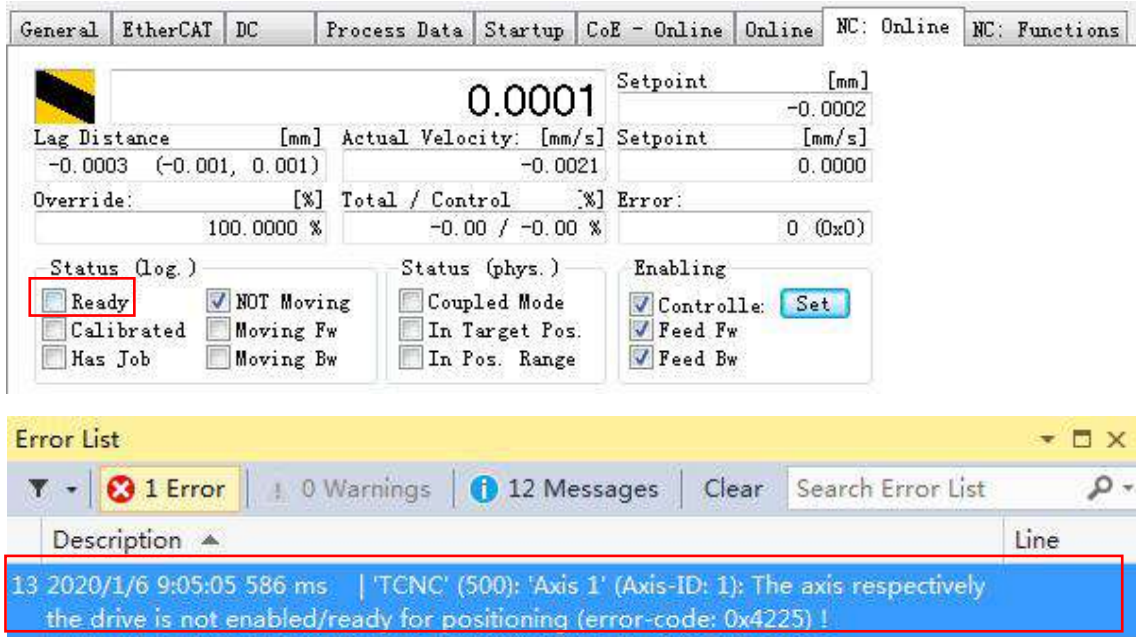 General EtherCAT DC Process Data Startup CoE - Online Online NC: Online NC: Functions
0.0001 Setpoint [mm]
-0.0002
Lag Distance [mm] Actual Velocity: [mm/s] Setpoint [mm/s]
-0.0003 (-0.001, 0.001) -0.0021 0.0000
Override: [%] Total / Control [%] Error:
100.0000 % -0.00 / -0.00 % 0 (0x0)
Status (log.) Status (phys.) Enabling
Ready NOT Moving Coupled Mode Controlle: Set
Calibrated Moving Fw In Target Pos. Feed Fw
Has Job Moving Bw In Pos. Range Feed Bw
Error List
1 Error 0 Warnings 12 Messages Clear Search Error List
Description Line
13 2020/1/6 9:05:05 586 ms | 'TCNC' (500): 'Axis 1' (Axis-ID: 1): The axis respectively
the drive is not enabled/ready for positioning (error-code: 0x4225) !